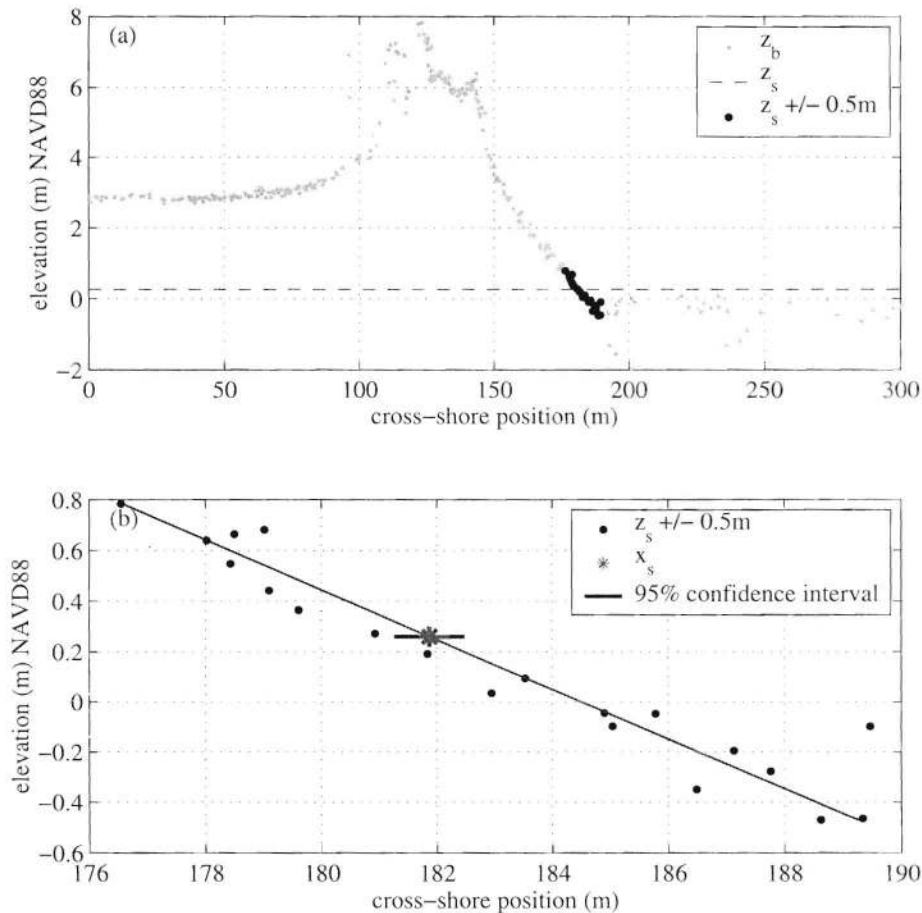 (a)
z_b
z_s
z_s +/− 0.5m
8
6
4
2
0
−2
elevation (m) NAVD88
0 50 100 150 200 250 300
cross−shore position (m)
(b)
z_s +/− 0.5m
x_s
95% confidence interval
0.8
0.6
0.4
0.2
0
−0.2
−0.4
−0.6
elevation (m) NAVD88
176 178 180 182 184 186 188 190
cross−shore position (m)